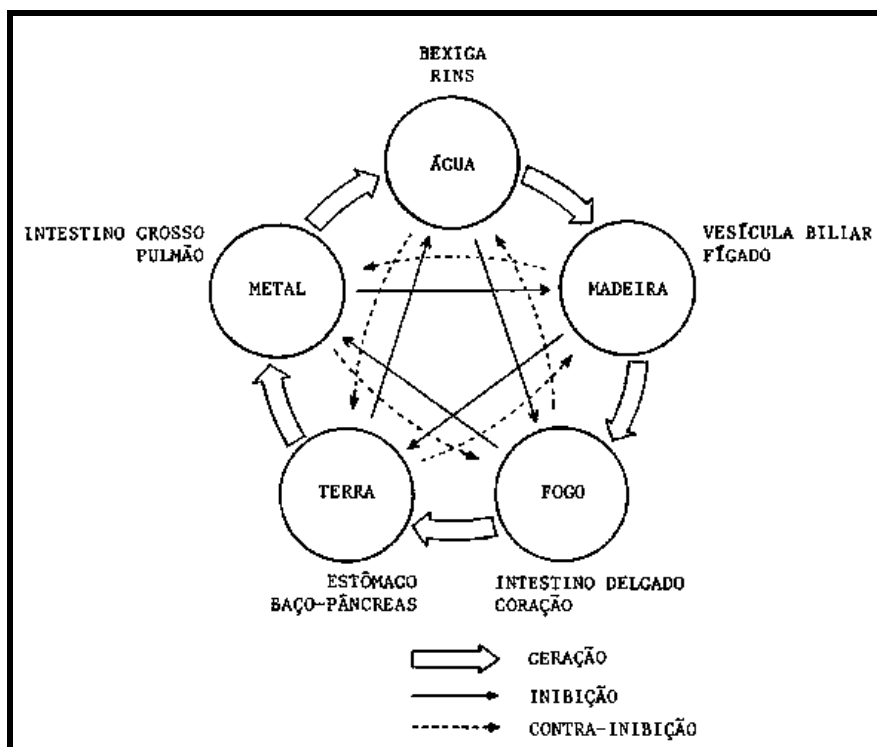 BEXIGA
RINS
ÁGUA
INTESTINO GROSSO
PULMÃO
VESÍCULA BILIAR
FÍGADO
METAL
MADEIRA
TERRA
FOGO
ESTÔMAGO
BAÇO-PÂNCREAS
INTESTINO DELGADO
CORAÇÃO
GERAÇÃO
INIBIÇÃO
CONTRA-INIBIÇÃO